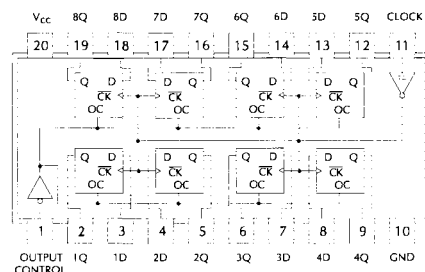 V_CC 8Q 8D 7D 7Q 6Q 6D 5D 5Q CLOCK
20 19 18 17 16 15 14 13 12 11
Q D D Q Q D D Q
CK CK CK CK
OC OC OC OC
Q D D Q Q D D Q
CK CK CK CK
OC OC OC OC
1 2 3 4 5 6 7 8 9 10
OUTPUT CONTROL 1Q 1D 2D 2Q 3Q 3D 4D 4Q GND